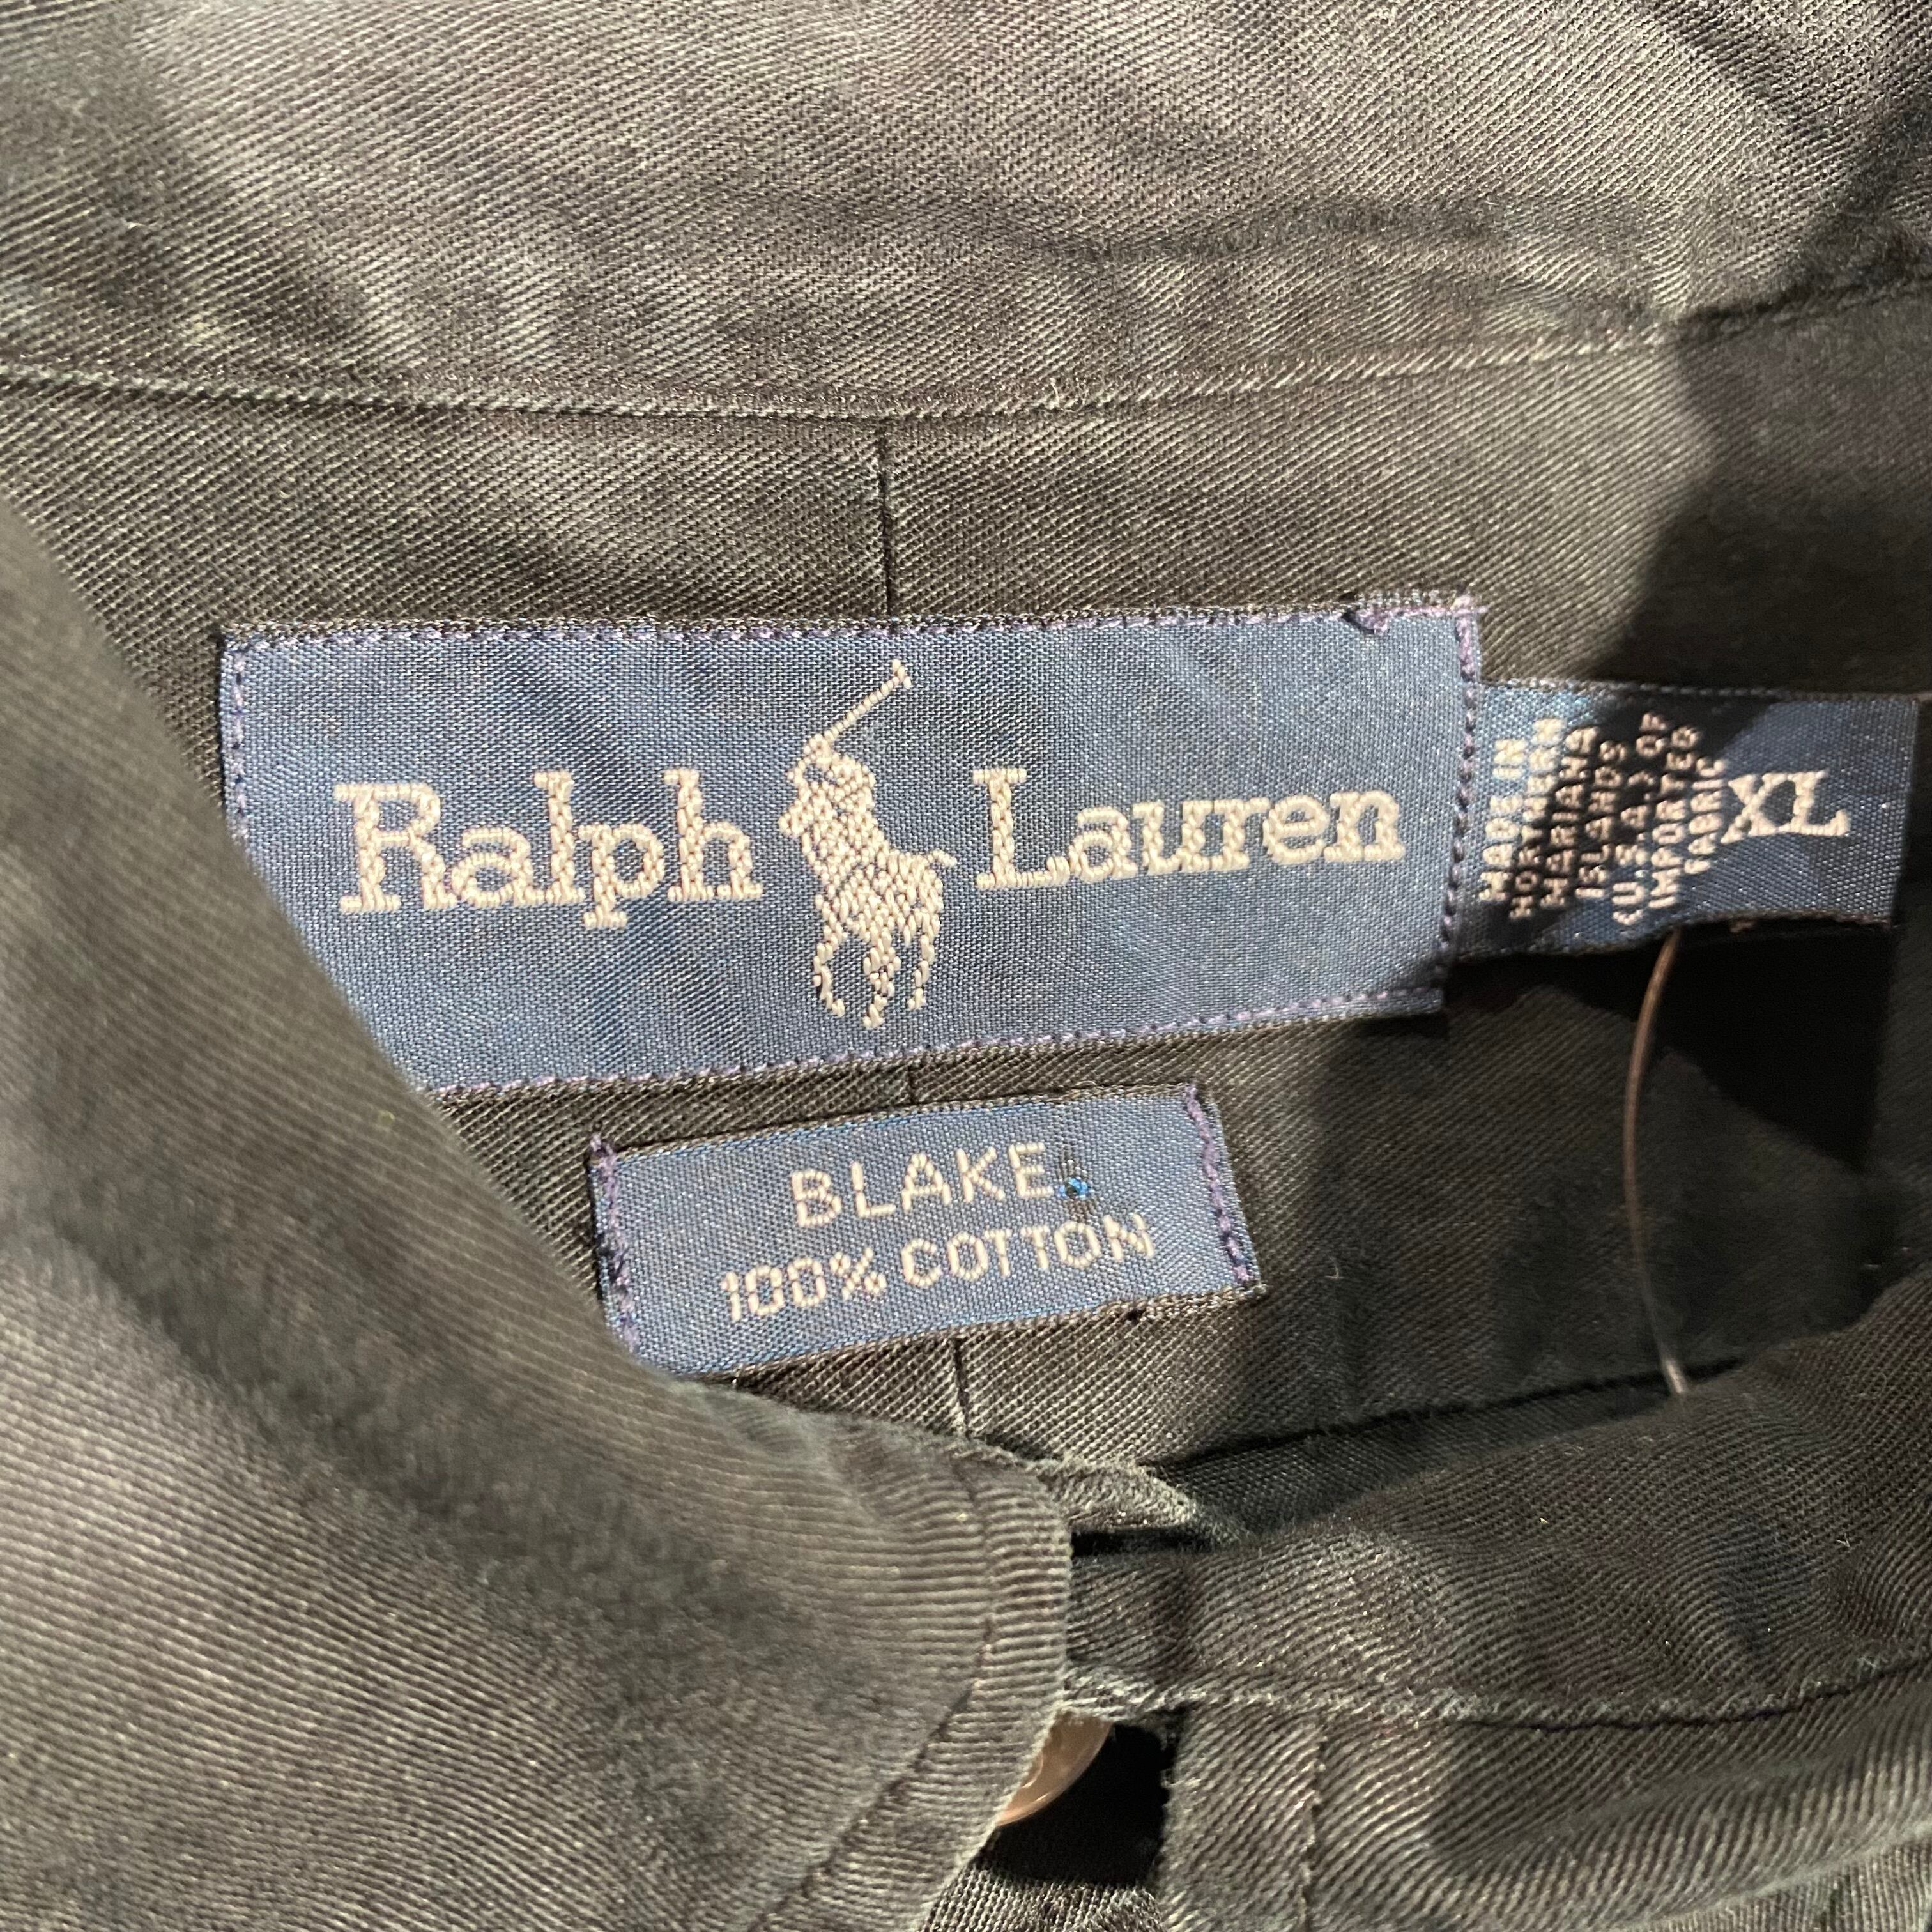 Ralph Lauren
MADE IN
NORTHERN
MARIANA
ISLANDS
(U.S.A.) OF
IMPORTED
FABRIC
XL
BLAKE
100% COTTON